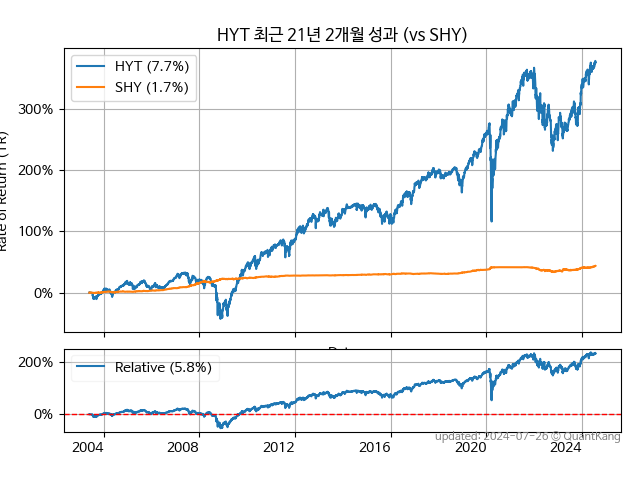 HYT 최근 21년 2개월 성과 (vs SHY)
HYT (7.7%)
SHY (1.7%)
300%
200%
100%
0%
Rate of Return (TR)
Relative (5.8%)
200%
0%
2004 2008 2012 2016 2020 2024
updated: 2024-07-26 © QuantKang